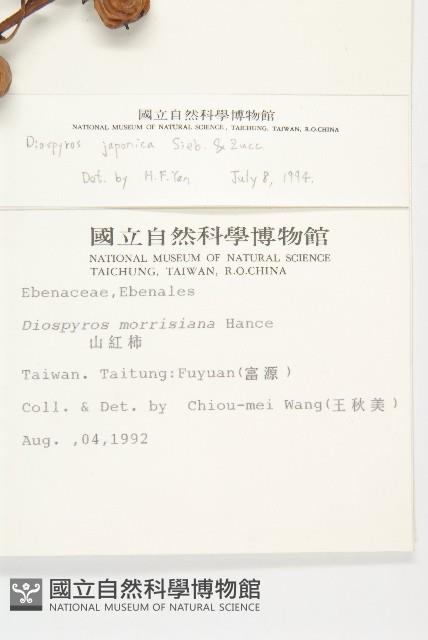 國立自然科學博物館
NATIONAL MUSEUM OF NATURAL SCIENCE, TAICHUNG, TAIWAN, R.O.CHINA
Diospyros japonica Sieb. & Zucc.
Det. by H.F.Yen July 8, 1994.
國立自然科學博物館
NATIONAL MUSEUM OF NATURAL SCIENCE
TAICHUNG, TAIWAN, R.O.CHINA
Ebenaceae,Ebenales
Diospyros morrisiana Hance
山紅柿
Taiwan. Taitung:Fuyuan(富源)
Coll. & Det. by Chiou-mei Wang(王秋美)
Aug. ,04,1992
國立自然科學博物館
NATIONAL MUSEUM OF NATURAL SCIENCE